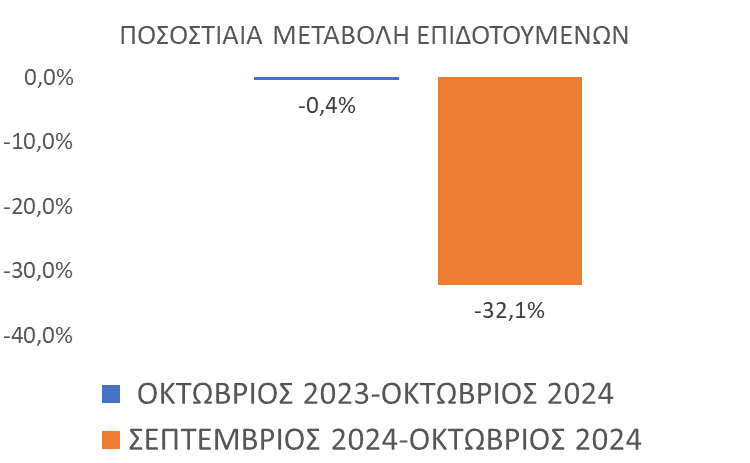 ΠΟΣΟΣΤΙΑΙΑ ΜΕΤΑΒΟΛΗ ΕΠΙΔΟΤΟΥΜΕΝΩΝ
0,0%
-0,4%
-10,0%
-20,0%
-30,0%
-32,1%
-40,0%
ΟΚΤΩΒΡΙΟΣ 2023-ΟΚΤΩΒΡΙΟΣ 2024
ΣΕΠΤΕΜΒΡΙΟΣ 2024-ΟΚΤΩΒΡΙΟΣ 2024